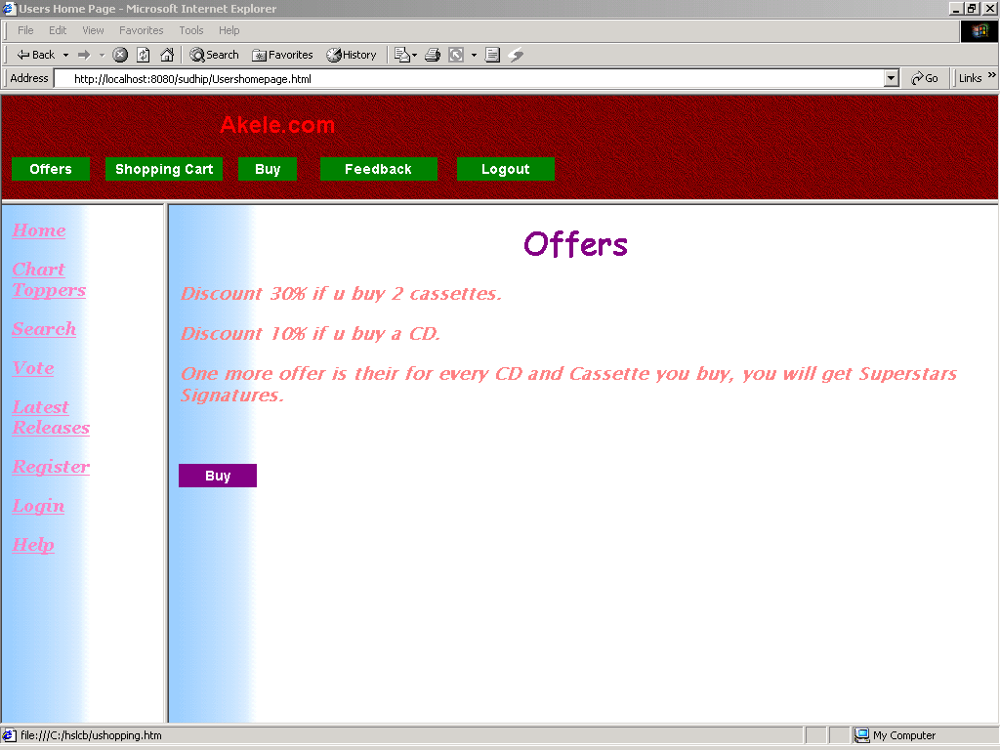 Users Home Page - Microsoft Internet Explorer
File Edit View Favorites Tools Help
Back Search Favorites History
Address http://localhost:8080/sudhip/Usershomepage.html Go Links »
Akele.com
Offers Shopping Cart Buy Feedback Logout
Home
Chart
Toppers
Search
Vote
Latest
Releases
Register
Login
Help
Offers
Discount 30% if u buy 2 cassettes.
Discount 10% if u buy a CD.
One more offer is their for every CD and Cassette you buy, you will get Superstars
Signatures.
Buy
file:///C:/hslcb/ushopping.htm My Computer